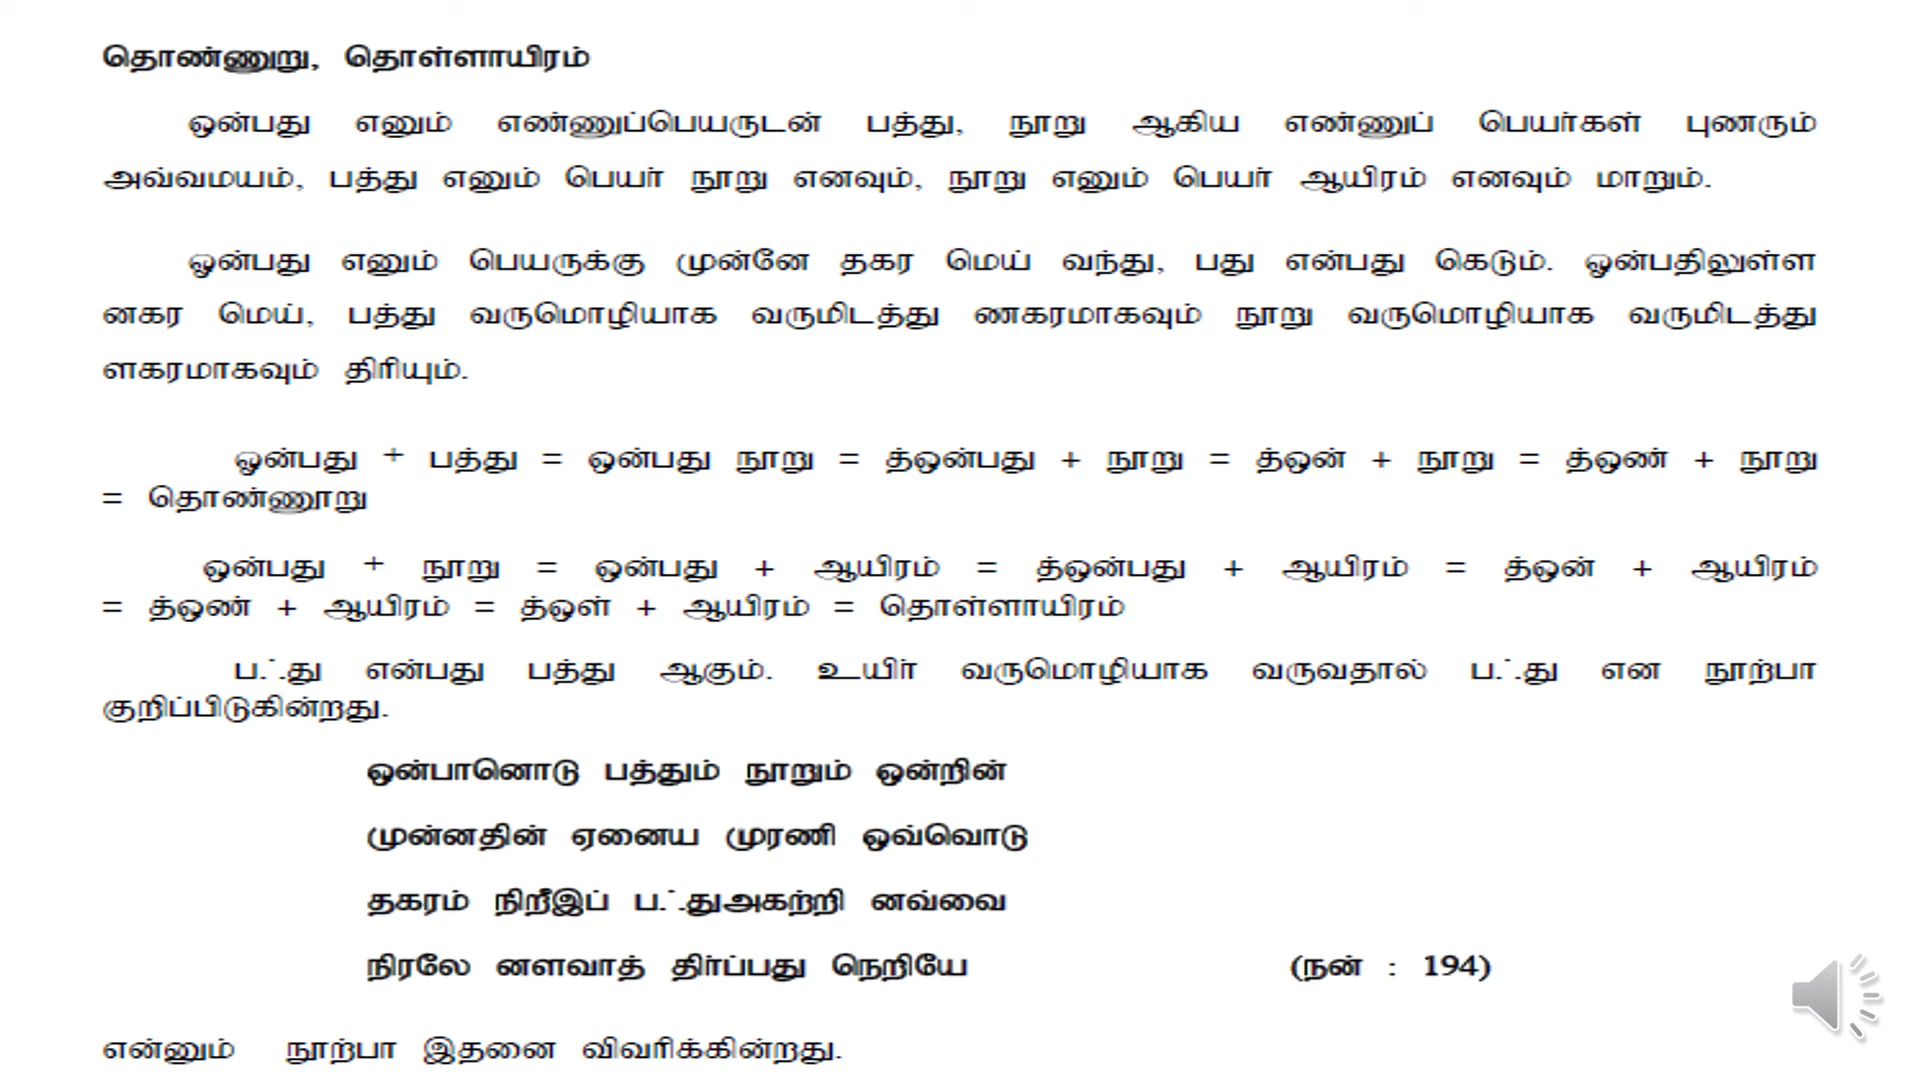 தொண்ணுறு, தொள்ளாயிரம்
ஒன்பது எனும் எண்ணுப்பெயருடன் பத்து, நூறு ஆகிய எண்ணுப் பெயர்கள் புணரும்
அவ்வமயம், பத்து எனும் பெயர் நூறு எனவும், நூறு எனும் பெயர் ஆயிரம் எனவும் மாறும்.
ஓன்பது எனும் பெயருக்கு முன்னே தகர மெய் வந்து, பது என்பது கெடும். ஓன்பதிலுள்ள
னகர மெய், பத்து வருமொழியாக வருமிடத்து ணகரமாகவும் நூறு வருமொழியாக வருமிடத்து
ளகரமாகவும் திரியும்.
ஓன்பது + பத்து = ஒன்பது நூறு = த்ஒன்பது + நூறு = த்ஒன் + நூறு = த்ஒண் + நூறு
= தொண்ணூறு
ஒன்பது + நூறு = ஒன்பது + ஆயிரம் = த்ஒன்பது + ஆயிரம் = த்ஒன் + ஆயிரம்
= த்ஒண் + ஆயிரம் = த்ஒள் + ஆயிரம் = தொள்ளாயிரம்
ப.்.து என்பது பத்து ஆகும். உயிர் வருமொழியாக வருவதால் ப.்.து என நூற்பா
குறிப்பிடுகின்றது.
ஒன்பானொடு பத்தும் நூறும் ஒன்றின்
முன்னதின் ஏனைய முரணி ஒவ்வொடு
தகரம் நிறீஇப் ப.்.துஅகற்றி னவ்வை
நிரலே னளவாத் திர்ப்பது நெறியே (நன் : 194)
என்னும் நூற்பா இதனை விவரிக்கின்றது.